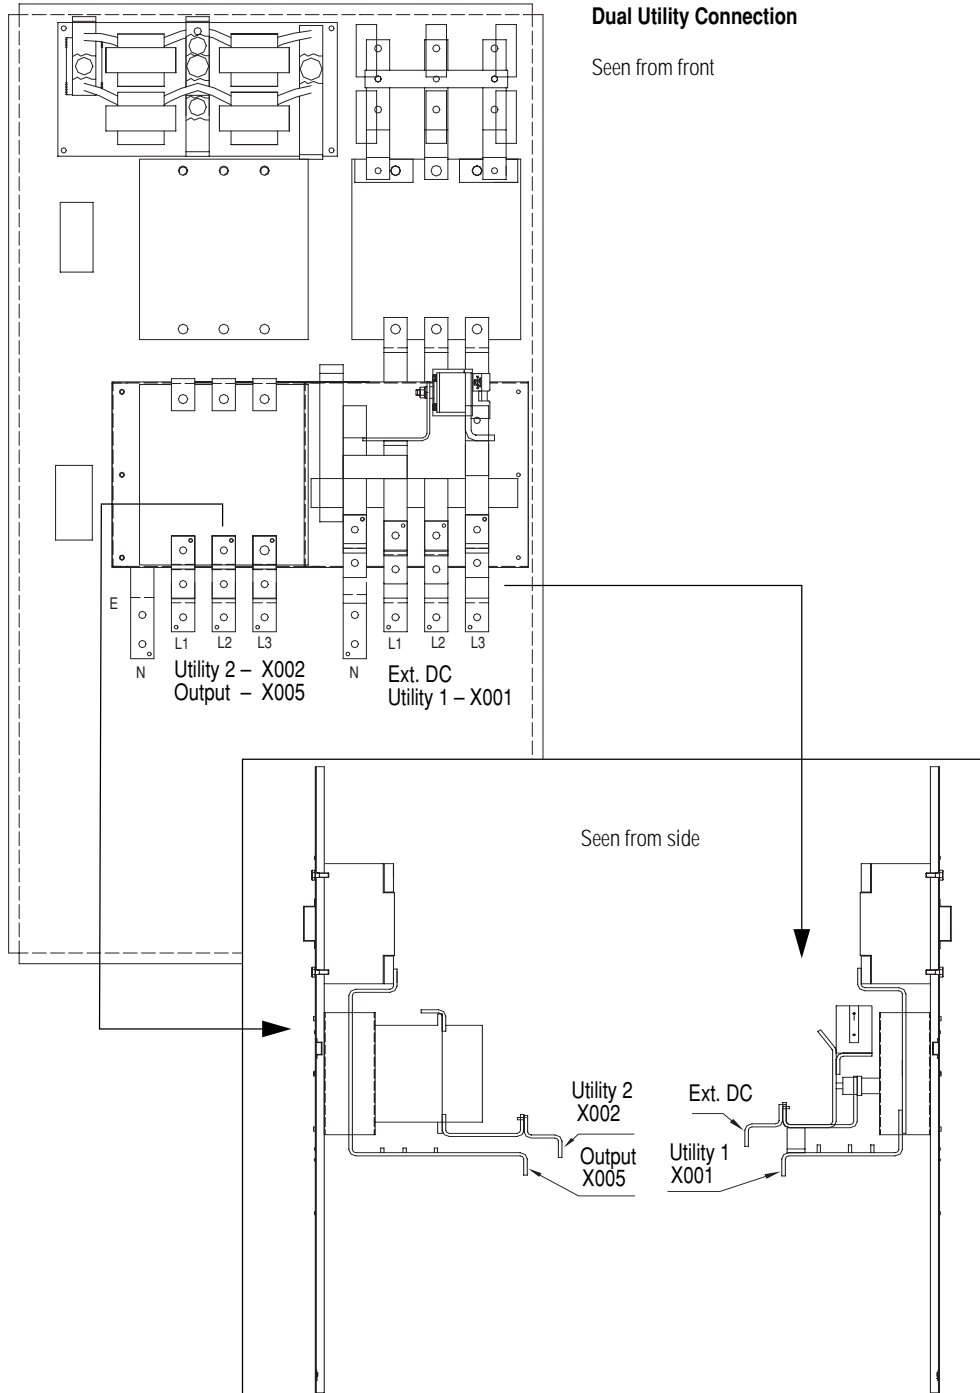 Dual Utility Connection
Seen from front
E
L1 L2 L3
N
Utility 2 – X002
Output – X005
L1 L2 L3
N
Ext. DC
Utility 1 – X001
Seen from side
Utility 2
X002
Output
X005
Ext. DC
Utility 1
X001